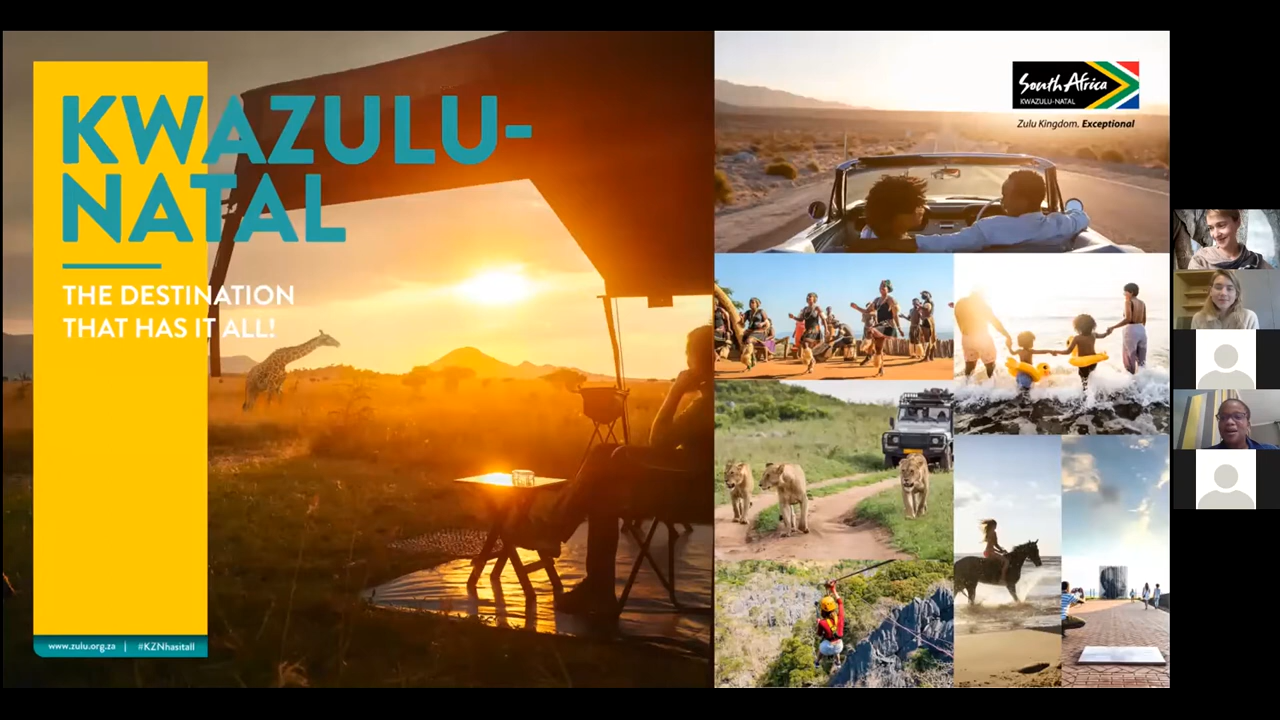 KWAZULU-
NATAL
THE DESTINATION
THAT HAS IT ALL!
www.zulu.org.za | #KZNhasitall
South Africa
KWAZULU-NATAL
Zulu Kingdom. Exceptional